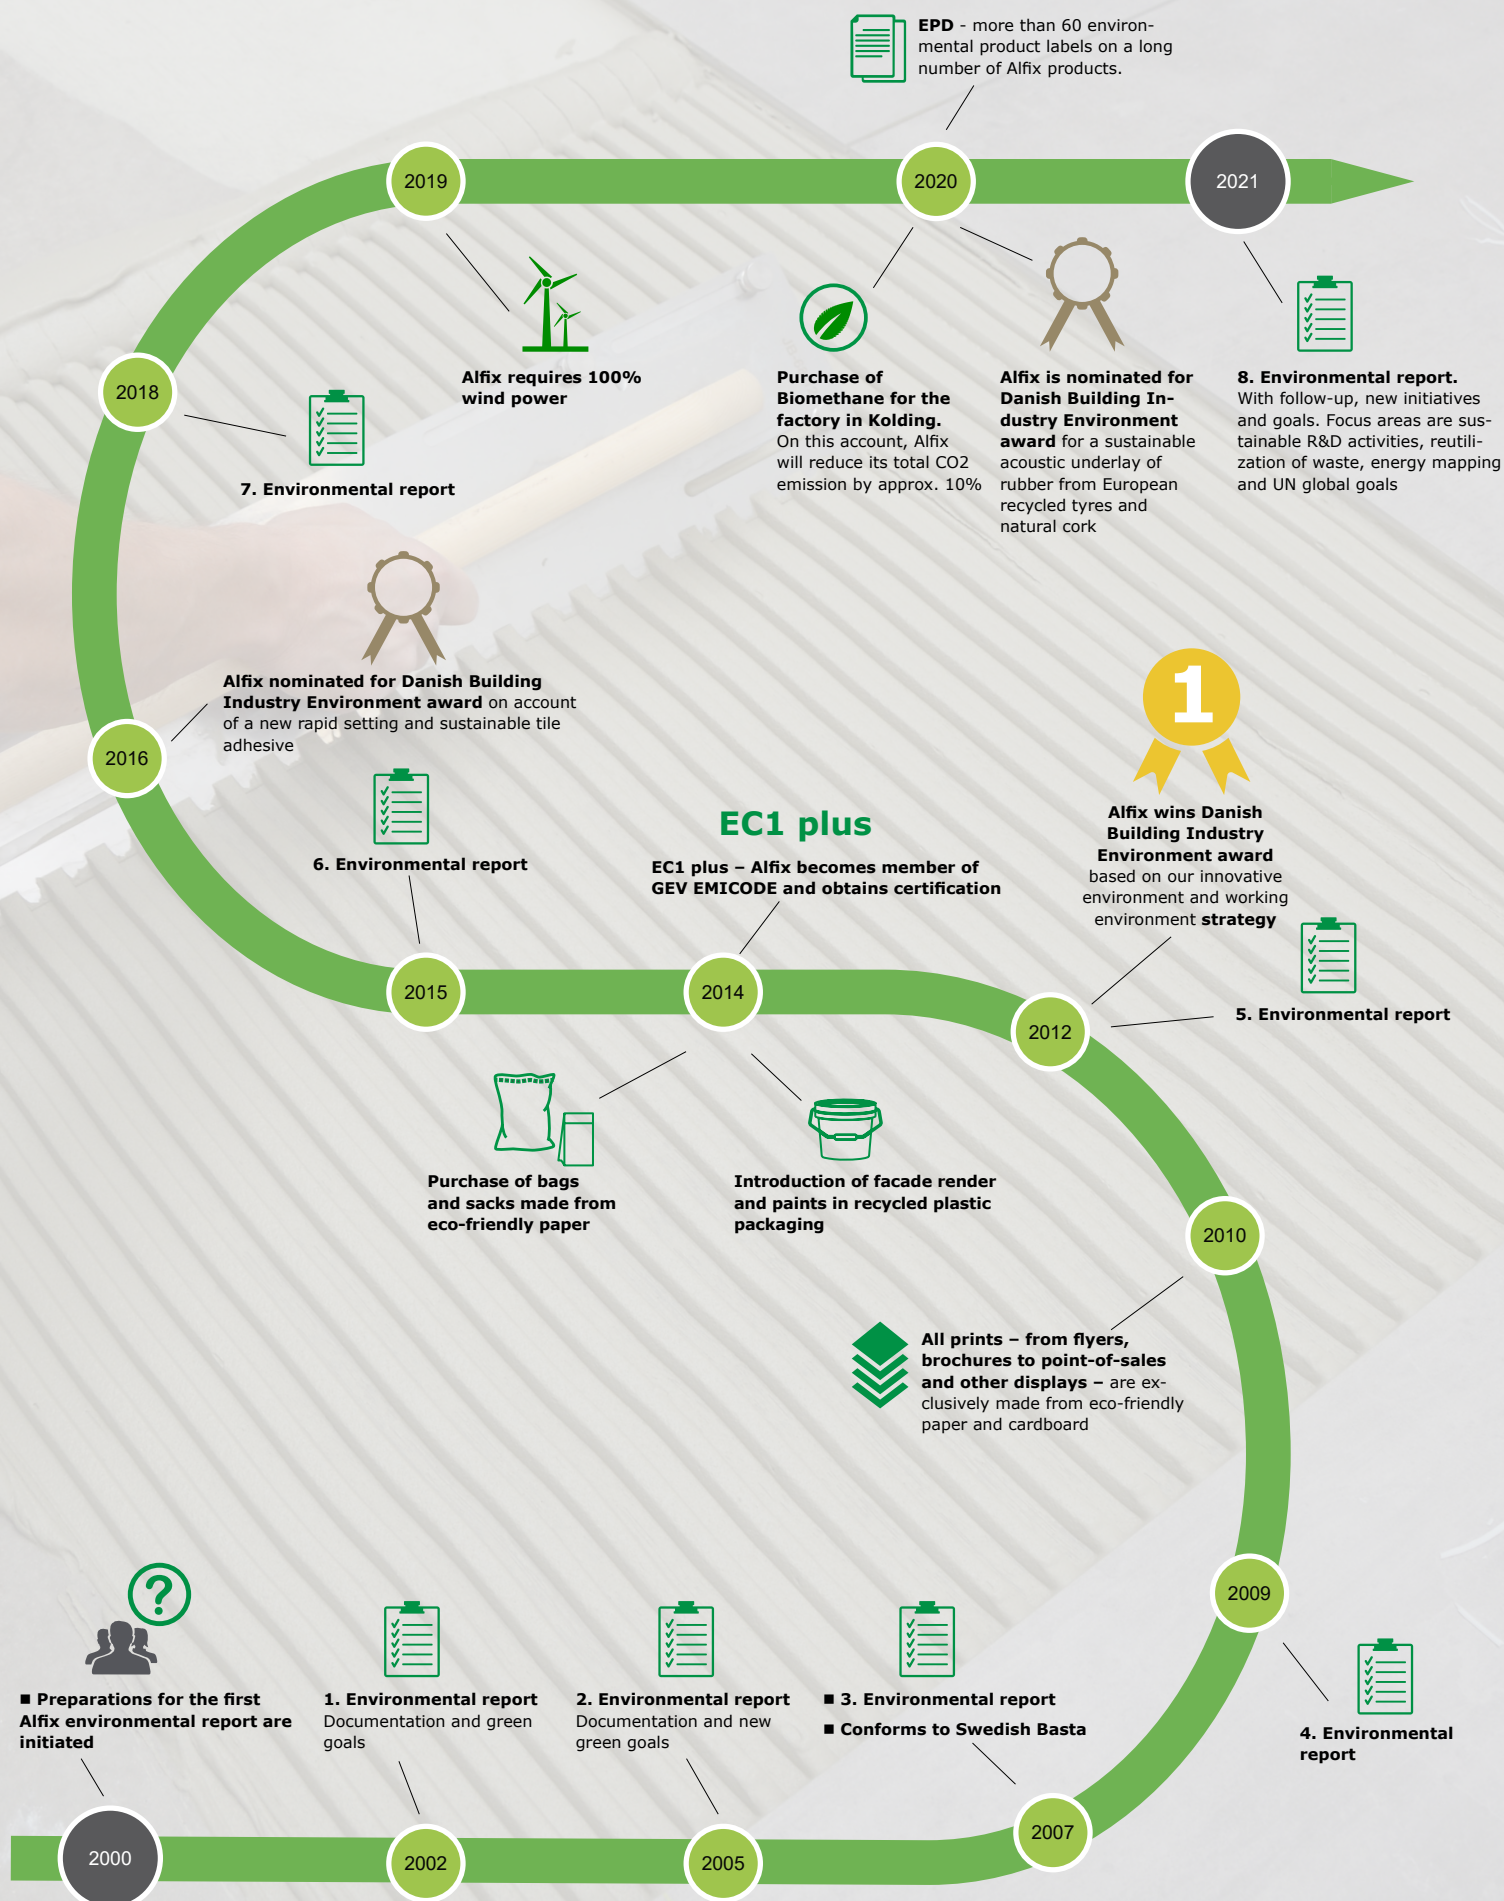 EPD - more than 60 environ-
mental product labels on a long
number of Alfix products.
2019
2020
2021
2018
Alfix requires 100%
wind power
Purchase of
Biomethane for the
factory in Kolding.
On this account, Alfix
will reduce its total CO2
emission by approx. 10%
Alfix is nominated for
Danish Building In-
dustry Environment
award for a sustainable
acoustic underlay of
rubber from European
recycled tyres and
natural cork
8. Environmental report.
With follow-up, new initiatives
and goals. Focus areas are sus-
tainable R&D activities, reutili-
zation of waste, energy mapping
and UN global goals
7. Environmental report
Alfix nominated for Danish Building
Industry Environment award on account
of a new rapid setting and sustainable tile
adhesive
2016
6. Environmental report
EC1 plus
EC1 plus – Alfix becomes member of
GEV EMICODE and obtains certification
1
Alfix wins Danish
Building Industry
Environment award
based on our innovative
environment and working
environment strategy
5. Environmental report
2015
2014
2012
Purchase of bags
and sacks made from
eco-friendly paper
Introduction of facade render
and paints in recycled plastic
packaging
2010
All prints – from flyers,
brochures to point-of-sales
and other displays – are ex-
clusively made from eco-friendly
paper and cardboard
2009
?
■ Preparations for the first
Alfix environmental report are
initiated
1. Environmental report
Documentation and green
goals
2. Environmental report
Documentation and new
green goals
■ 3. Environmental report
■ Conforms to Swedish Basta
4. Environmental
report
2000
2002
2005
2007